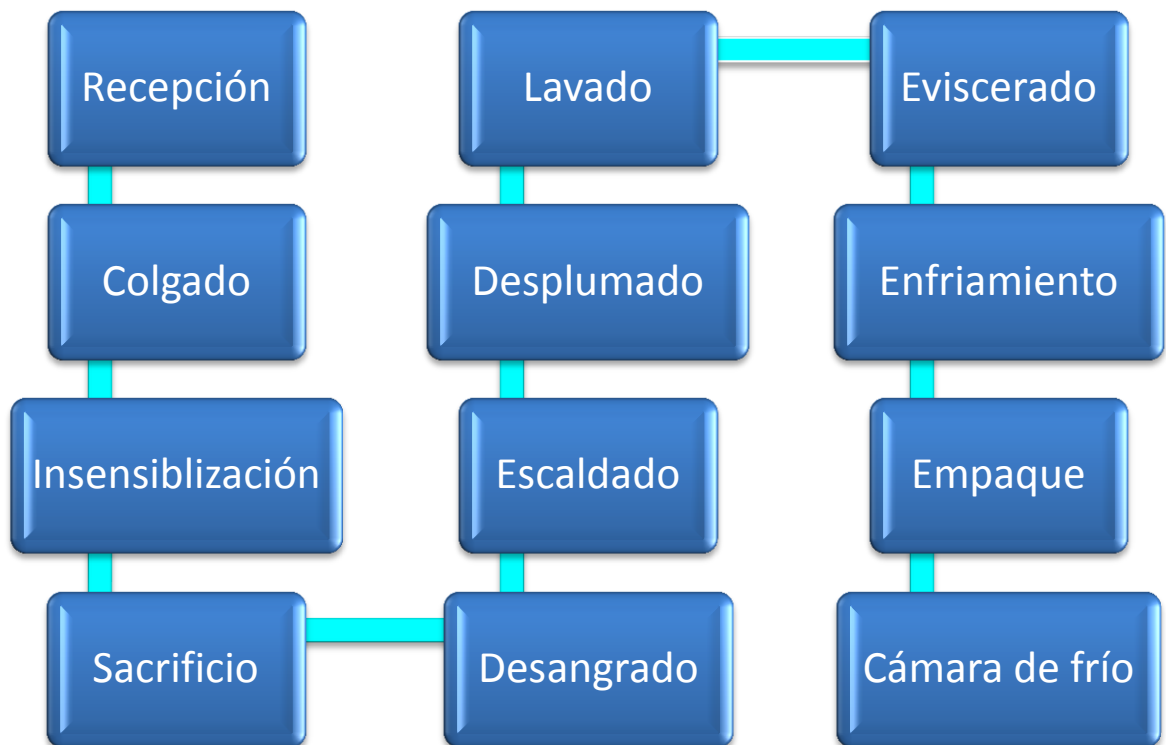 Recepción
Colgado
Insensiblización
Sacrificio
Desangrado
Escaldado
Desplumado
Lavado
Eviscerado
Enfriamiento
Empaque
Cámara de frío